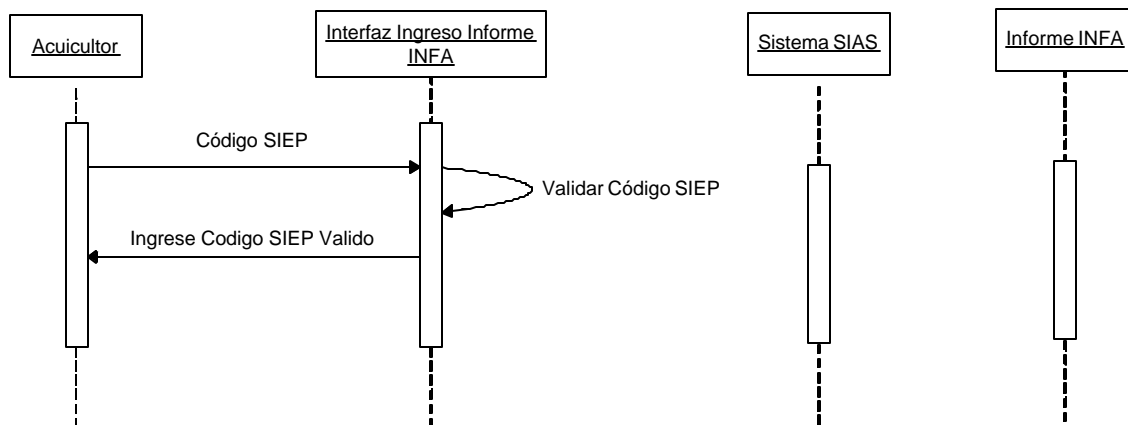 Acuicultor
Interfaz Ingreso Informe
INFA
Sistema SIAS
Informe INFA
Código SIEP
Validar Código SIEP
Ingrese Codigo SIEP Valido